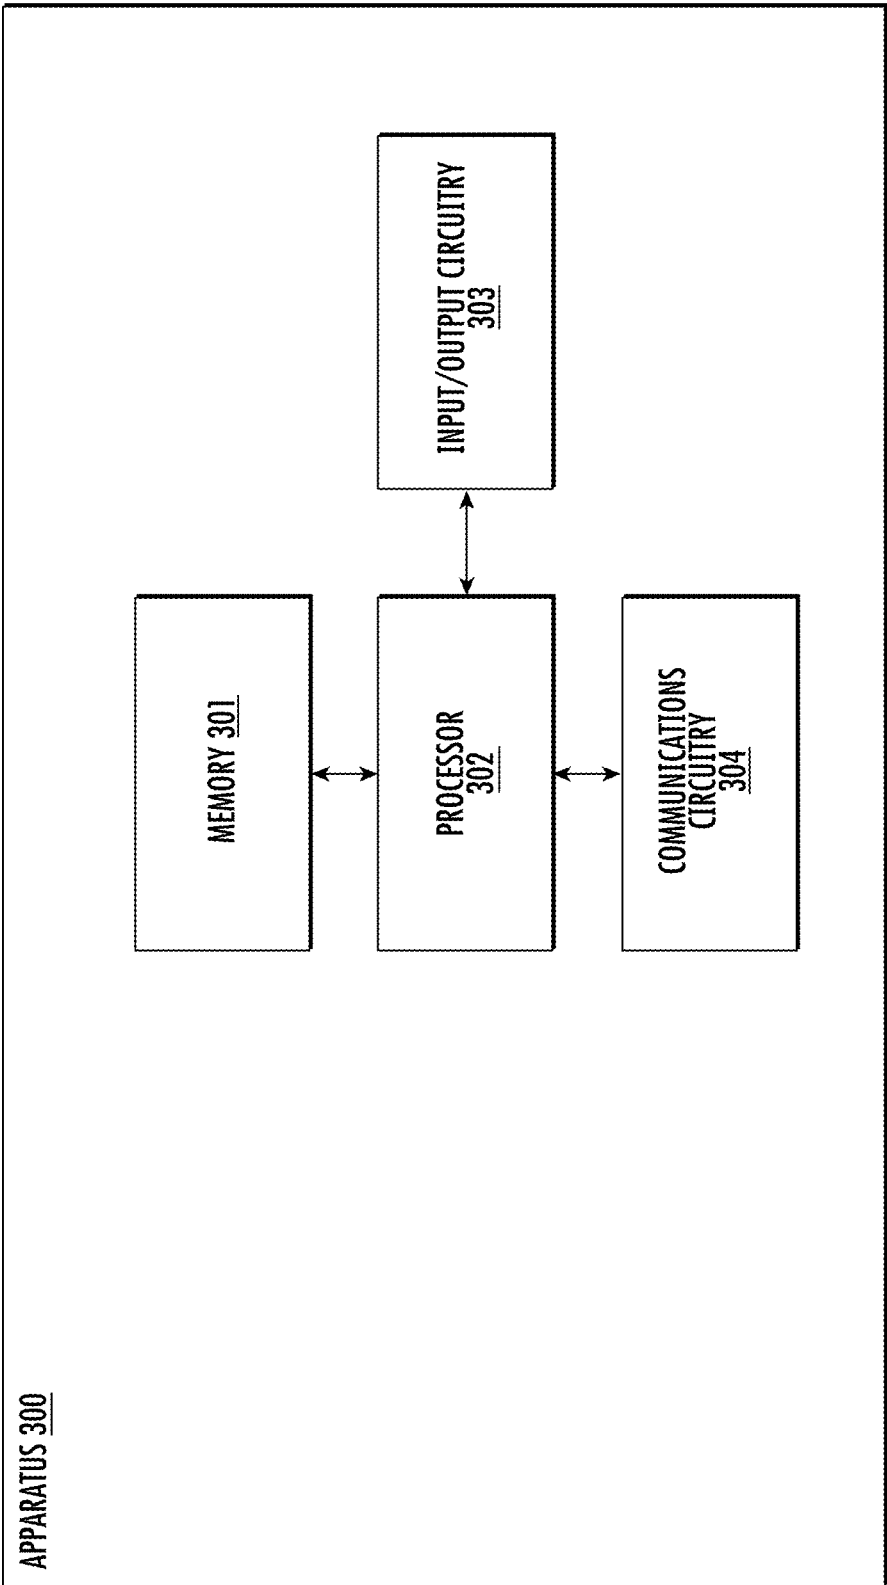 APPARATUS 300
MEMORY 301
PROCESSOR
302
INPUT/OUTPUT CIRCUITRY
303
COMMUNICATIONS
CIRCUITRY
304